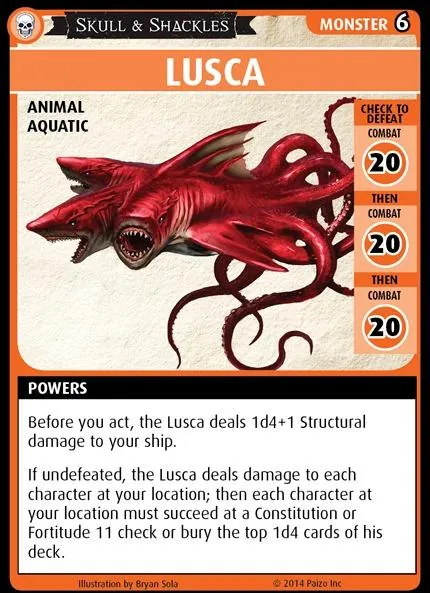 SKULL & SHACKLES
MONSTER 6
LUSCA
ANIMAL
AQUATIC
CHECK TO
DEFEAT
COMBAT
20
THEN
COMBAT
20
THEN
COMBAT
20
POWERS
Before you act, the Lusca deals 1d4+1 Structural
damage to your ship.
If undefeated, the Lusca deals damage to each
character at your location; then each character at
your location must succeed at a Constitution or
Fortitude 11 check or bury the top 1d4 cards of his
deck.
Illustration by Bryan Sola © 2014 Paizo Inc